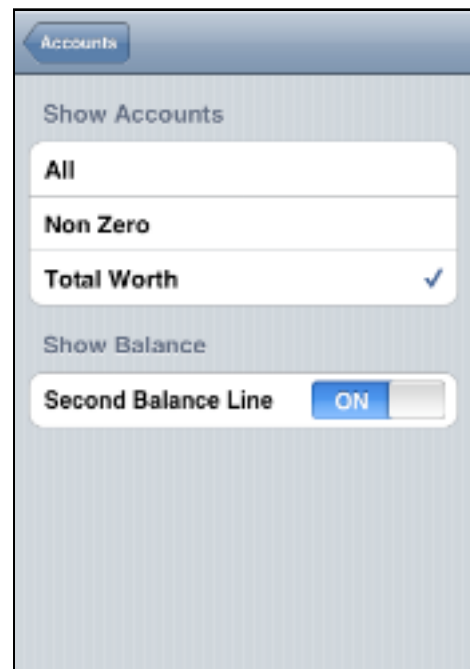 Accounts
Show Accounts
All
Non Zero
Total Worth
Show Balance
Second Balance Line ON